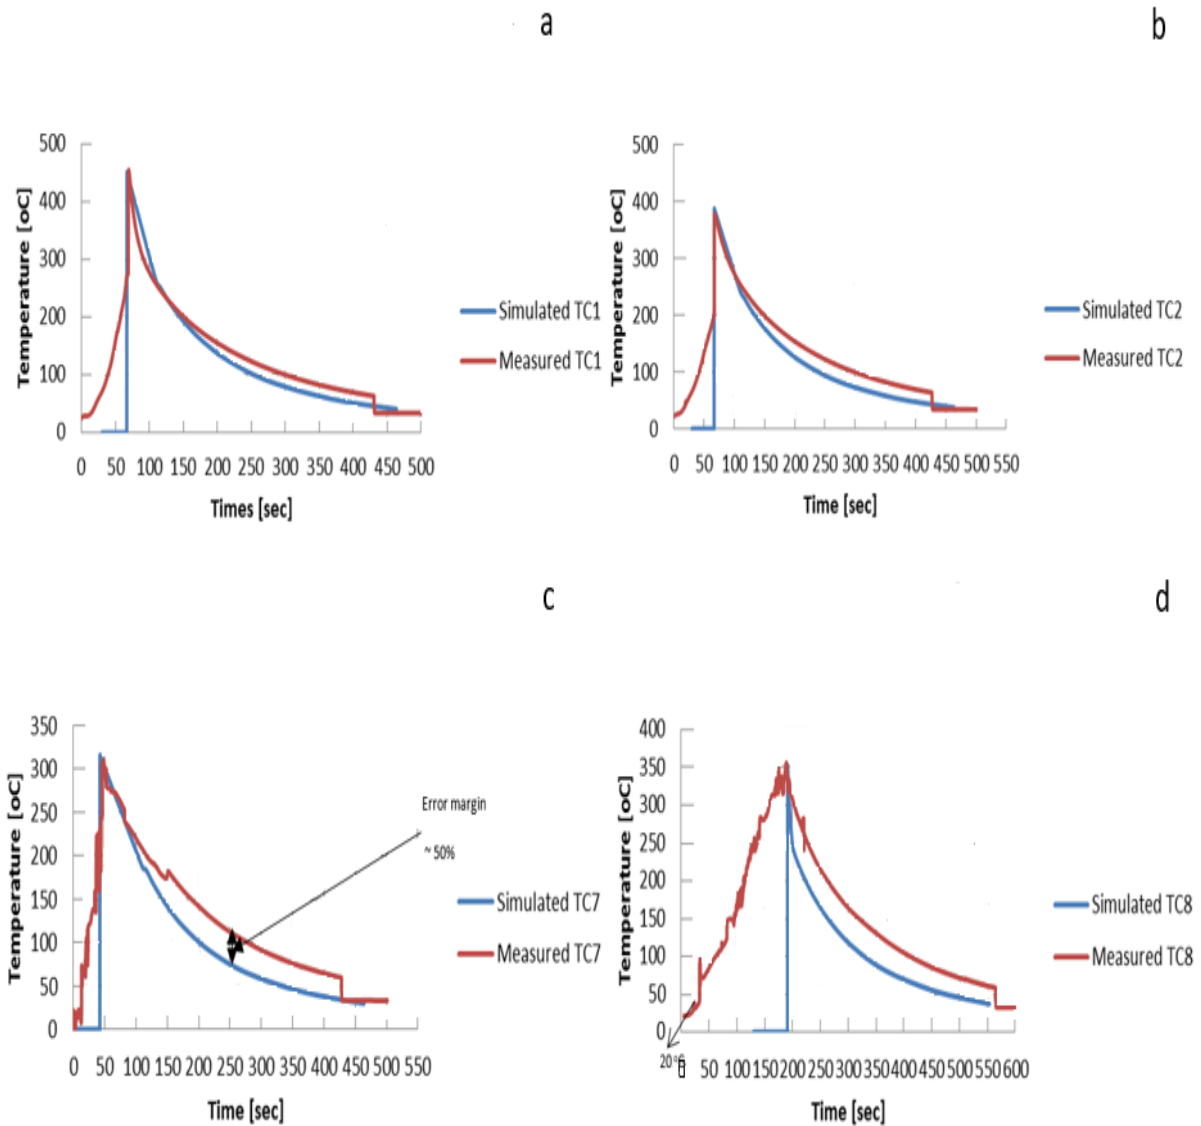 a
b
500
400
300
200
100
0
Temperature [oC]
0 50 100 150 200 250 300 350 400 450 500
Times [sec]
Simulated TC1
Measured TC1
500
400
300
200
100
0
Temperature [oC]
0 50 100 150 200 250 300 350 400 450 500 550
Time [sec]
Simulated TC2
Measured TC2
c
d
350
300
250
200
150
100
50
0
Temperature [oC]
0 50 100 150 200 250 300 350 400 450 500 550
Time [sec]
Error margin
~ 50%
Simulated TC7
Measured TC7
400
350
300
250
200
150
100
50
0
Temperature [oC]
50 100 150 200 250 300 350 400 450 500 550 600
Time [sec]
Simulated TC8
Measured TC8